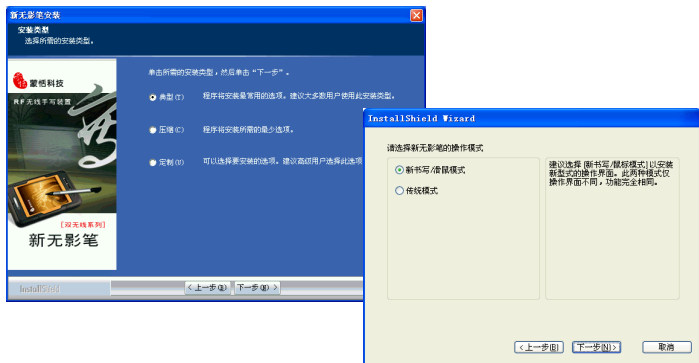 新无影笔安装
安装类型
选择所需的安装类型。
蒙恬科技
RF无线手写装置
[双无线系列]
新无影笔
单击所需的安装类型，然后单击“下一步”。
典型(T) 程序将安装最常用的选项。建议大多数用户使用此安装类型。
压缩(C) 程序将安装所需的最少选项。
定制(U) 可以选择要安装的选项。建议高级用户选择此选项
InstallShield
<上一步(B) 下一步(N)>
InstallShield Wizard
请选择新无影笔的操作模式
新书写/滑鼠模式
传统模式
建议选择[新书写/鼠标模式]以安装
新型式的操作界面。此两种模式仅
操作界面不同，功能完全相同。
<上一步(B) 下一步(N)> 取消